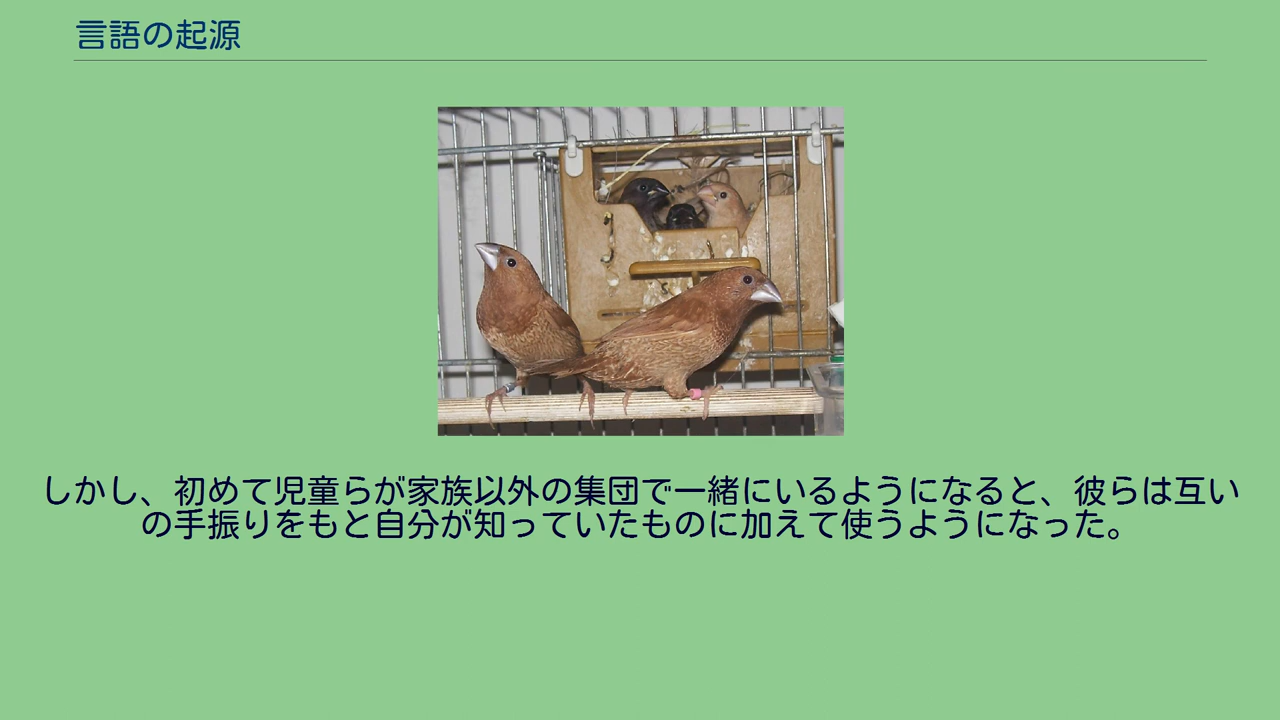 言語の起源
しかし、初めて児童らが家族以外の集団で一緒にいるようになると、彼らは互い
の手振りをもと自分が知っていたものに加えて使うようになった。